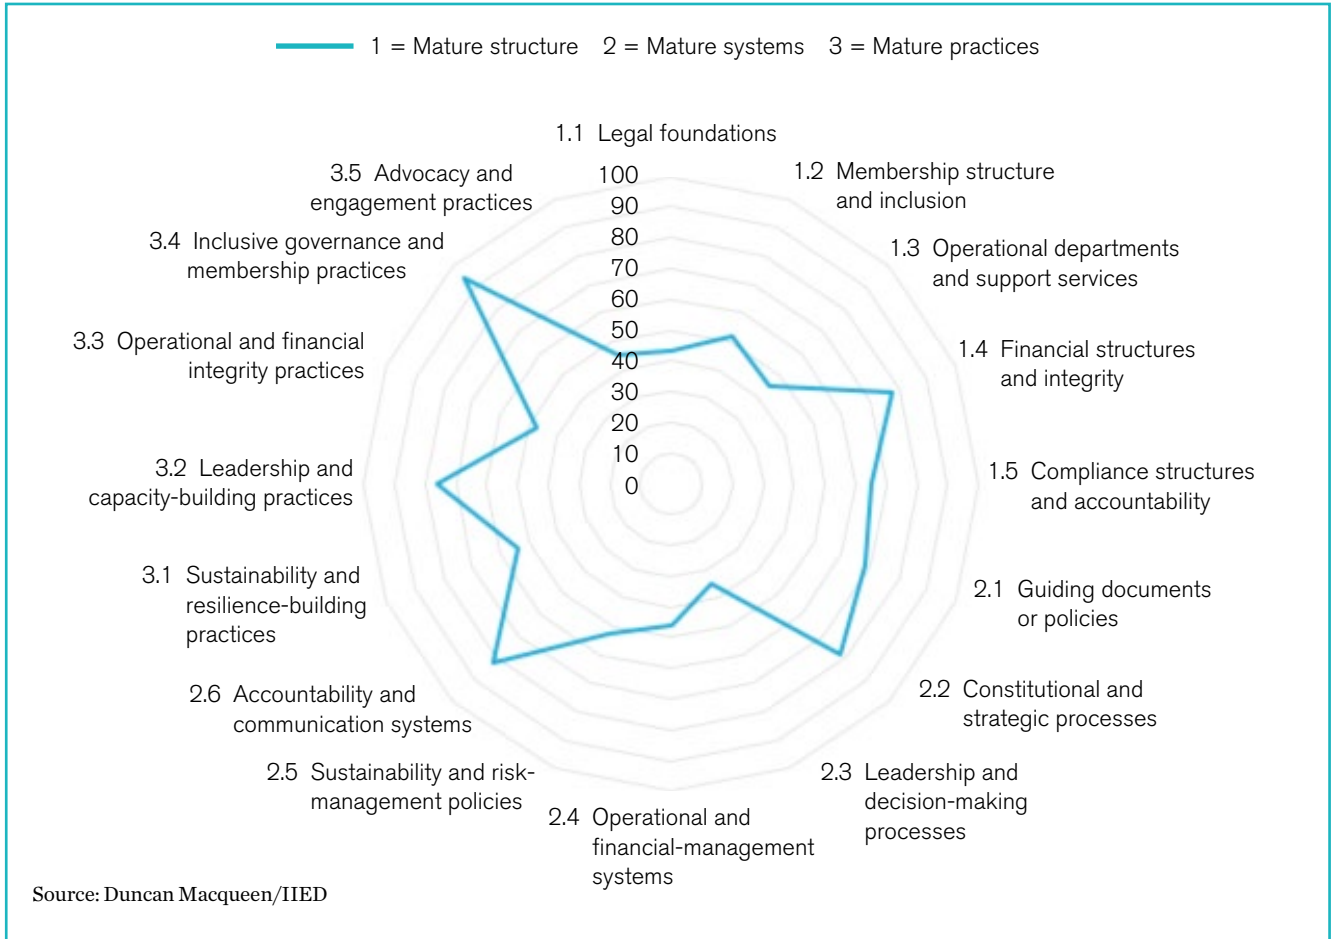 1 = Mature structure 2 = Mature systems 3 = Mature practices
1.1 Legal foundations
1.2 Membership structure
and inclusion
1.3 Operational departments
and support services
1.4 Financial structures
and integrity
1.5 Compliance structures
and accountability
2.1 Guiding documents
or policies
2.2 Constitutional and
strategic processes
2.3 Leadership and
decision-making
processes
2.4 Operational and
financial-management
systems
2.5 Sustainability and risk-
management policies
2.6 Accountability and
communication systems
3.1 Sustainability and
resilience-building
practices
3.2 Leadership and
capacity-building practices
3.3 Operational and financial
integrity practices
3.4 Inclusive governance and
membership practices
3.5 Advocacy and
engagement practices
100
90
80
70
60
50
40
30
20
10
0
Source: Duncan Macqueen/IIED